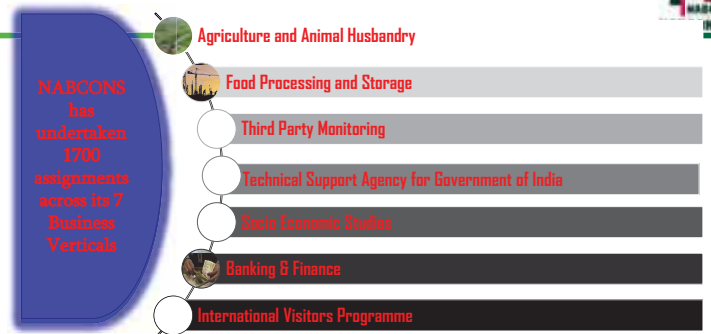 NABCONS
has
undertaken
1700
assignments
across its 7
Business
Verticals
Agriculture and Animal Husbandry
Food Processing and Storage
Third Party Monitoring
Technical Support Agency for Government of India
Socio Economic Studies
Banking & Finance
International Visitors Programme